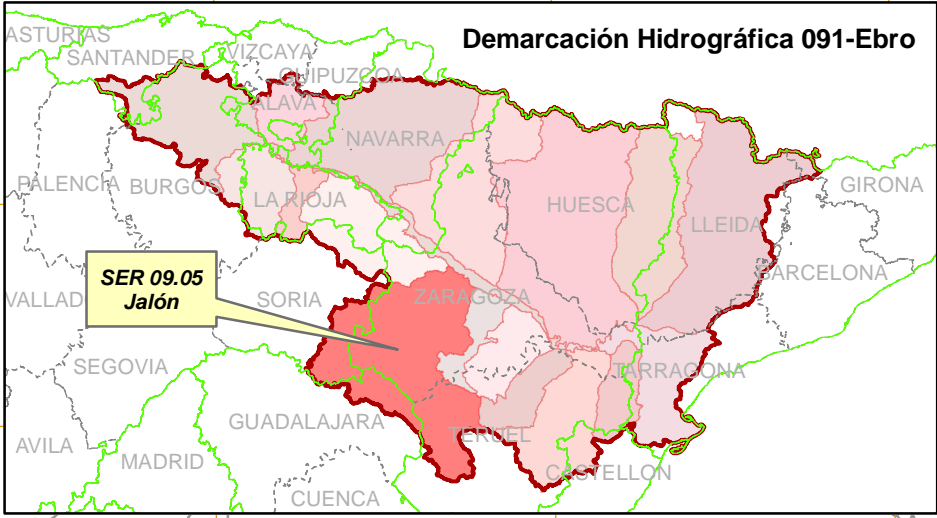 Demarcación Hidrográfica 091-Ebro
ASTURIAS
SANTANDER
VIZCAYA
GUIPUZCOA
ALAVA
NAVARRA
PALENCIA
BURGOS
LA RIOJA
HUESCA
GIRONA
LLEIDA
BARCELONA
SER 09.05
Jalón
VALLAD
SORIA
ZARAGOZA
SEGOVIA
TARRAGONA
GUADALAJARA
TERUEL
AVILA
MADRID
CASTELLON
CUENCA